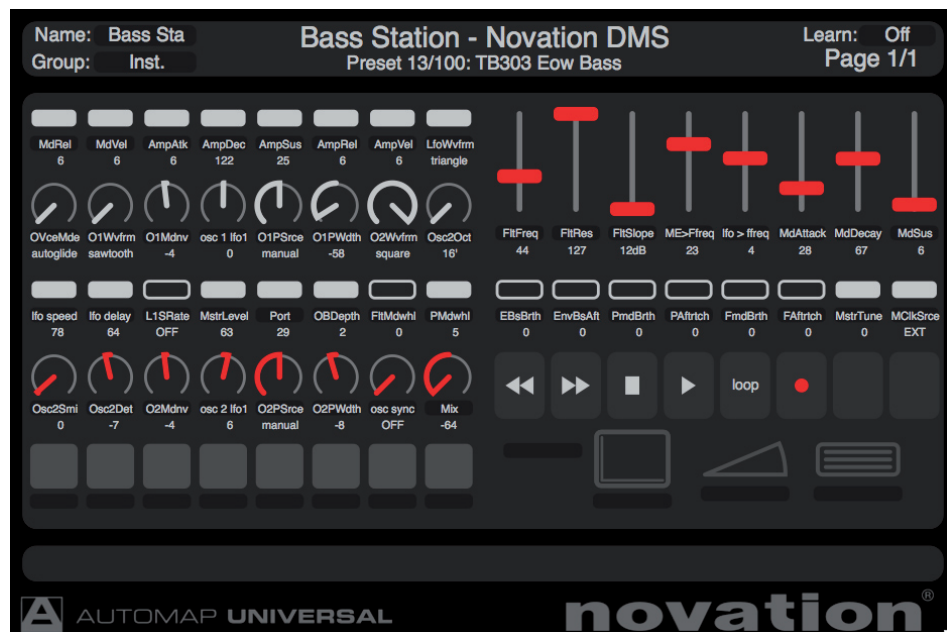 Name: Bass Sta
Bass Station - Novation DMS
Learn: Off
Group: Inst.
Preset 13/100: TB303 Eow Bass
Page 1/1
MdRel MdVel AmpAtk AmpDec AmpSus AmpRel AmpVel LfoWvfrm
6 6 6 122 25 6 6 triangle
OVceMde O1Wvfrm O1Mdnv osc 1 lfo1 O1PSrce O1PWdth O2Wvfrm Osc2Oct
autoglide sawtooth -4 0 manual -58 square 16'
FltFreq FltRes FltSlope ME>Ffreq lfo > ffreq MdAttack MdDecay MdSus
44 127 12dB 23 4 28 67 6
lfo speed lfo delay L1SRate MstrLevel Port OBDepth FltMdwhl PMdwhl
78 64 OFF 63 29 2 0 5
EBsBrth EnvBsAft PmdBrth PAftrtch FmdBrth FAftrtch MstrTune MClkSrce
0 0 0 0 0 0 0 EXT
loop
Osc2Smi Osc2Det O2Mdnv osc 2 lfo1 O2PSrce O2PWdth osc sync Mix
0 -7 -4 6 manual -8 OFF -64
AUTOMAP UNIVERSAL
novation®